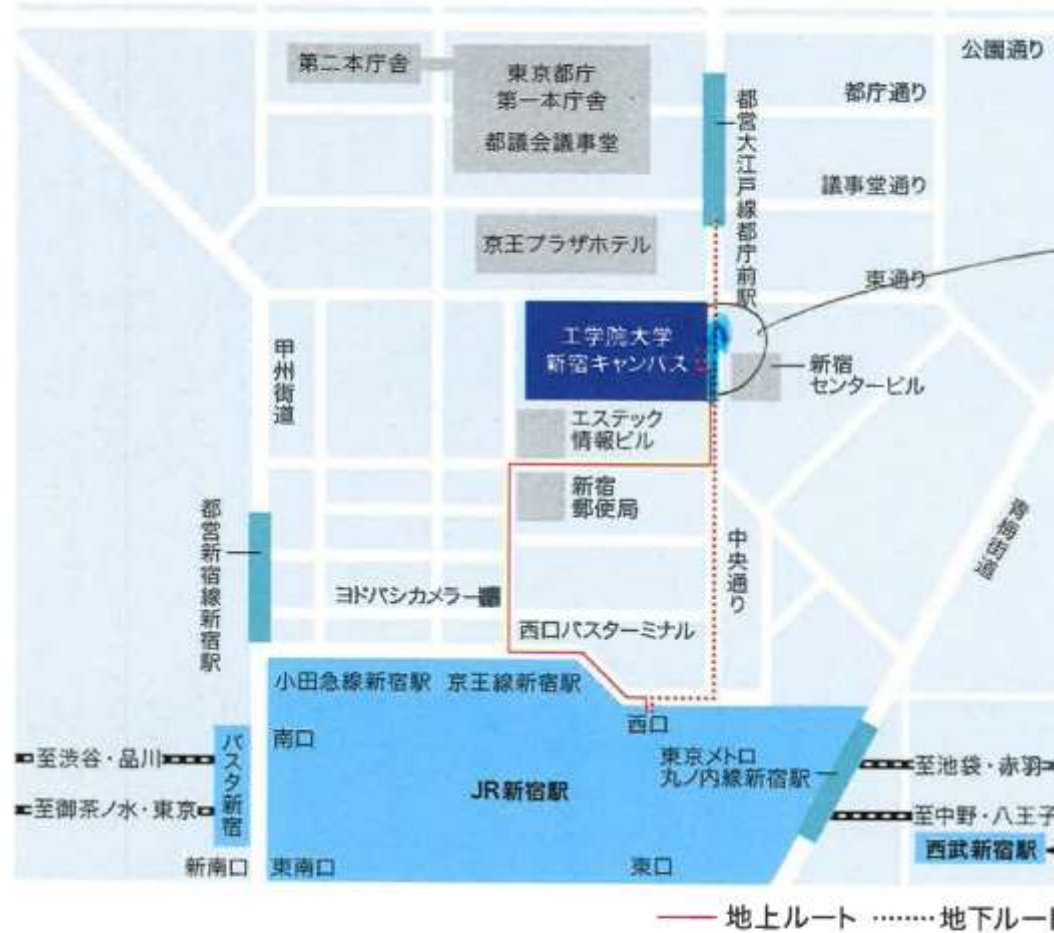 公園通り
第二本庁舎
東京都庁
第一本庁舎
都議会議事堂
都庁通り
都営大江戸線都庁前駅
議事堂通り
京王プラザホテル
東通り
工学院大学
新宿キャンパス
新宿
センタービル
甲州街道
エステック
情報ビル
新宿
郵便局
中央通り
青梅街道
都営新宿線新宿駅
ヨドバシカメラ
西口バスターミナル
小田急線新宿駅
京王線新宿駅
南口
西口
東京メトロ
丸ノ内線新宿駅
JR新宿駅
バスタ新宿
至渋谷・品川
至御茶ノ水・東京
至池袋・赤羽
至中野・八王子
西武新宿駅
新南口
東南口
東口
地上ルート
地下ルート